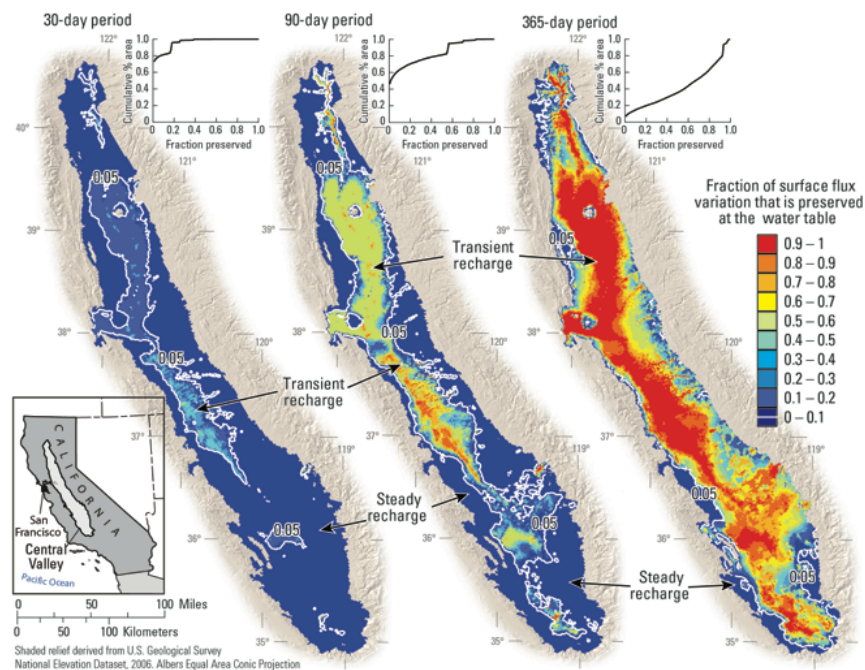 30-day period
90-day period
365-day period
Cumulative % area
1.0
0.8
0.6
0.4
0.2
0
0 0.2 0.4 0.6 0.8 1.0
Fraction preserved
Cumulative % area
1.0
0.8
0.6
0.4
0.2
0
0 0.2 0.4 0.6 0.8 1.0
Fraction preserved
Cumulative % area
1.0
0.8
0.6
0.4
0.2
0
0 0.2 0.4 0.6 0.8 1.0
Fraction preserved
122°
122°
122°
40°
40°
40°
121°
121°
121°
0.05
0.05
0.05
39°
39°
39°
Transient
recharge
Fraction of surface flux
variation that is preserved
at the water table
0.9 – 1
0.8 – 0.9
0.7 – 0.8
0.6 – 0.7
0.5 – 0.6
0.4 – 0.5
0.3 – 0.4
0.2 – 0.3
0.1 – 0.2
0 – 0.1
38°
38°
38°
120°
120°
120°
0.05
0.05
Transient
recharge
37°
37°
37°
119°
119°
119°
Steady
recharge
0.05
0.05
0.05
0.05
36°
36°
36°
Steady
recharge
35°
35°
35°
CALIFORNIA
San
Francisco
Central
Valley
Pacific Ocean
0 50 100 Miles
0 50 100 Kilometers
Shaded relief derived from U.S. Geological Survey
National Elevation Dataset, 2006. Albers Equal Area Conic Projection